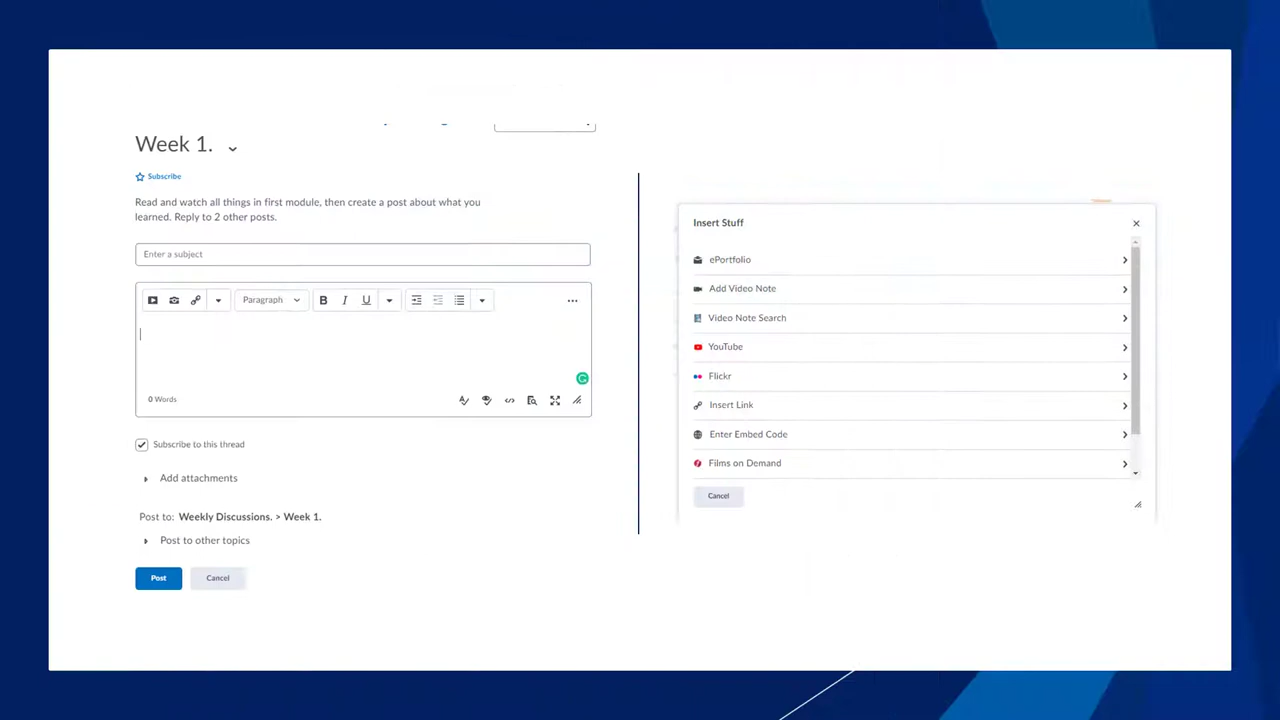 Week 1.
Subscribe
Read and watch all things in first module, then create a post about what you
learned. Reply to 2 other posts.
Enter a subject
Paragraph
B I U
0 Words
Subscribe to this thread
Add attachments
Post to: Weekly Discussions. > Week 1.
Post to other topics
Post Cancel
Insert Stuff
ePortfolio
Add Video Note
Video Note Search
YouTube
Flickr
Insert Link
Enter Embed Code
Films on Demand
Cancel